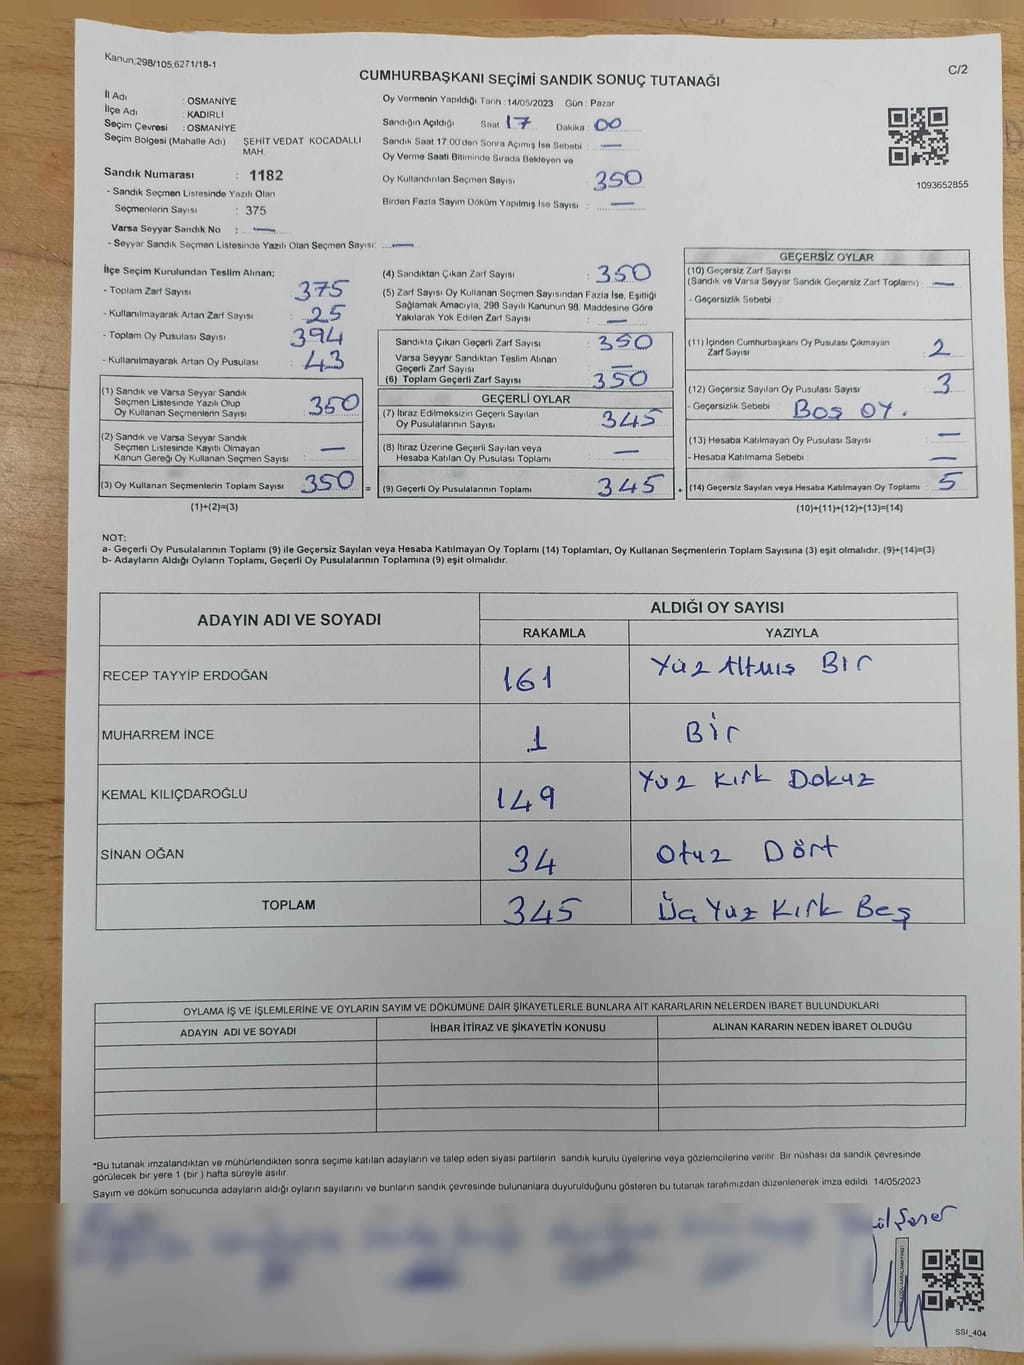 Kanun:298/105,6271/18-1
C/2
CUMHURBAŞKANI SEÇİMİ SANDIK SONUÇ TUTANAĞI
İl Adı : OSMANİYE
İlçe Adı : KADİRLİ
Seçim Çevresi : OSMANİYE
Seçim Bölgesi (Mahalle Adı) ŞEHİT VEDAT KOCADALLI MAH.
Sandık Numarası : 1182
- Sandık Seçmen Listesinde Yazılı Olan
Seçmenlerin Sayısı : 375
Varsa Seyyar Sandık No : —
- Seyyar Sandık Seçmen Listesinde Yazılı Olan Seçmen Sayısı: —
Oy Vermenin Yapıldığı Tarih :14/05/2023 Gün : Pazar
Sandığın Açıldığı Saat 17 Dakika : 00
Sandık Saat 17.00'den Sonra Açımış İse Sebebi : —
Oy Verme Saati Bitiminde Sırada Bekleyen ve
Oy Kullandırılan Seçmen Sayısı 350
Birden Fazla Sayım Döküm Yapılmış İse Sayısı : —
1093652855
İlçe Seçim Kurulundan Teslim Alınan;
- Toplam Zarf Sayısı 375
- Kullanılmayarak Artan Zarf Sayısı : 25
- Toplam Oy Pusulası Sayısı : 394
- Kullanılmayarak Artan Oy Pusulası : 43
(1) Sandık ve Varsa Seyyar Sandık
Seçmen Listesinde Yazılı Olup
Oy Kullanan Seçmenlerin Sayısı : 350
(2) Sandık ve Varsa Seyyar Sandık
Seçmen Listesinde Kayıtlı Olmayan
Kanun Gereği Oy Kullanan Seçmen Sayısı : —
(3) Oy Kullanan Seçmenlerin Toplam Sayısı : 350 =
(1)+(2)=(3)
(4) Sandıktan Çıkan Zarf Sayısı : 350
(5) Zarf Sayısı Oy Kullanan Seçmen Sayısından Fazla İse, Eşitliği
Sağlamak Amacıyla; 298 Sayılı Kanunun 98. Maddesine Göre
Yakılarak Yok Edilen Zarf Sayısı : —
Sandıkta Çıkan Geçerli Zarf Sayısı : 350
Varsa Seyyar Sandıktan Teslim Alınan
Geçerli Zarf Sayısı : —
(6) Toplam Geçerli Zarf Sayısı : 350
GEÇERLİ OYLAR
(7) İtiraz Edilmeksizin Geçerli Sayılan
Oy Pusulalarının Sayısı : 345
(8) İtiraz Üzerine Geçerli Sayılan veya
Hesaba Katılan Oy Pusulası Toplamı : —
(9) Geçerli Oy Pusulalarının Toplamı : 345 +
GEÇERSİZ OYLAR
(10) Geçersiz Zarf Sayısı
(Sandık ve Varsa Seyyar Sandık Geçersiz Zarf Toplamı) : —
- Geçersizlik Sebebi :
(11) İçinden Cumhurbaşkanı Oy Pusulası Çıkmayan
Zarf Sayısı : 2
(12) Geçersiz Sayılan Oy Pusulası Sayısı : 3
- Geçersizlik Sebebi : Boş OY.
(13) Hesaba Katılmayan Oy Pusulası Sayısı : —
- Hesaba Katılmama Sebebi : —
(14) Geçersiz Sayılan veya Hesaba Katılmayan Oy Toplamı : 5
(10)+(11)+(12)+(13)=(14)
NOT:
a- Geçerli Oy Pusulalarının Toplamı (9) ile Geçersiz Sayılan veya Hesaba Katılmayan Oy Toplamı (14) Toplamları, Oy Kullanan Seçmenlerin Toplam Sayısına (3) eşit olmalıdır. (9)+(14)=(3)
b- Adayların Aldığı Oyların Toplamı, Geçerli Oy Pusulalarının Toplamına (9) eşit olmalıdır.
ADAYIN ADI VE SOYADI
ALDIĞI OY SAYISI
RAKAMLA YAZIYLA
RECEP TAYYİP ERDOĞAN 161 Yüz Altmış Bir
MUHARREM İNCE 1 Bir
KEMAL KILIÇDAROĞLU 149 Yüz Kırk Dokuz
SİNAN OĞAN 34 Otuz Dört
TOPLAM 345 Üç Yüz Kırk Beş
OYLAMA İŞ VE İŞLEMLERİNE VE OYLARIN SAYIM VE DÖKÜMÜNE DAİR ŞİKAYETLERLE BUNLARA AİT KARARLARIN NELERDEN İBARET BULUNDUKLARI
ADAYIN ADI VE SOYADI İHBAR İTİRAZ VE ŞİKAYETİN KONUSU ALINAN KARARIN NEDEN İBARET OLDUĞU
*Bu tutanak imzalandıktan ve mühürlendikten sonra seçime katılan adayların ve talep eden siyasi partilerin sandık kurulu üyelerine veya gözlemcilerine verilir. Bir nüshası da sandık çevresinde
görülecek bir yere 1 (bir ) hafta süreyle asılır.
Sayım ve döküm sonucunda adayların aldığı oyların sayılarını ve bunların sandık çevresinde bulunanlara duyurulduğunu gösteren bu tutanak tarafımızdan düzenlenerek imza edildi. 14/05/2023
SSI_404